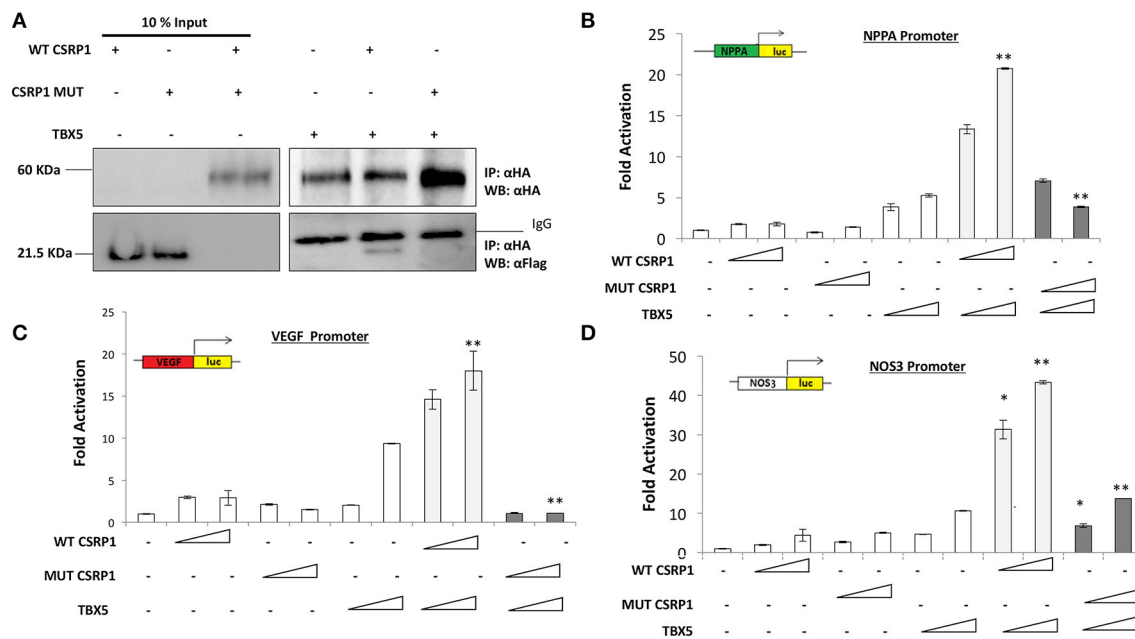 A
10 % Input
WT CSRP1 + - + - + -
CSRP1 MUT - + + - - +
TBX5 - - - + + +
60 KDa
IP: αHA
WB: αHA
IgG
21.5 KDa
IP: αHA
WB: αFlag
B
NPPA Promoter
NPPA luc
Fold Activation
25
20
15
10
5
0
**
**
WT CSRP1 - - - - - - -
MUT CSRP1 - - - - - - -
TBX5 - - - - -
C
VEGF Promoter
VEGF luc
Fold Activation
25
20
15
10
5
0
**
**
WT CSRP1 - - - - - - -
MUT CSRP1 - - - - - - -
TBX5 - - - - -
D
NOS3 Promoter
NOS3 luc
Fold Activation
50
40
30
20
10
0
*
**
*
**
WT CSRP1 - - - - - - -
MUT CSRP1 - - - - - - -
TBX5 - - - - -